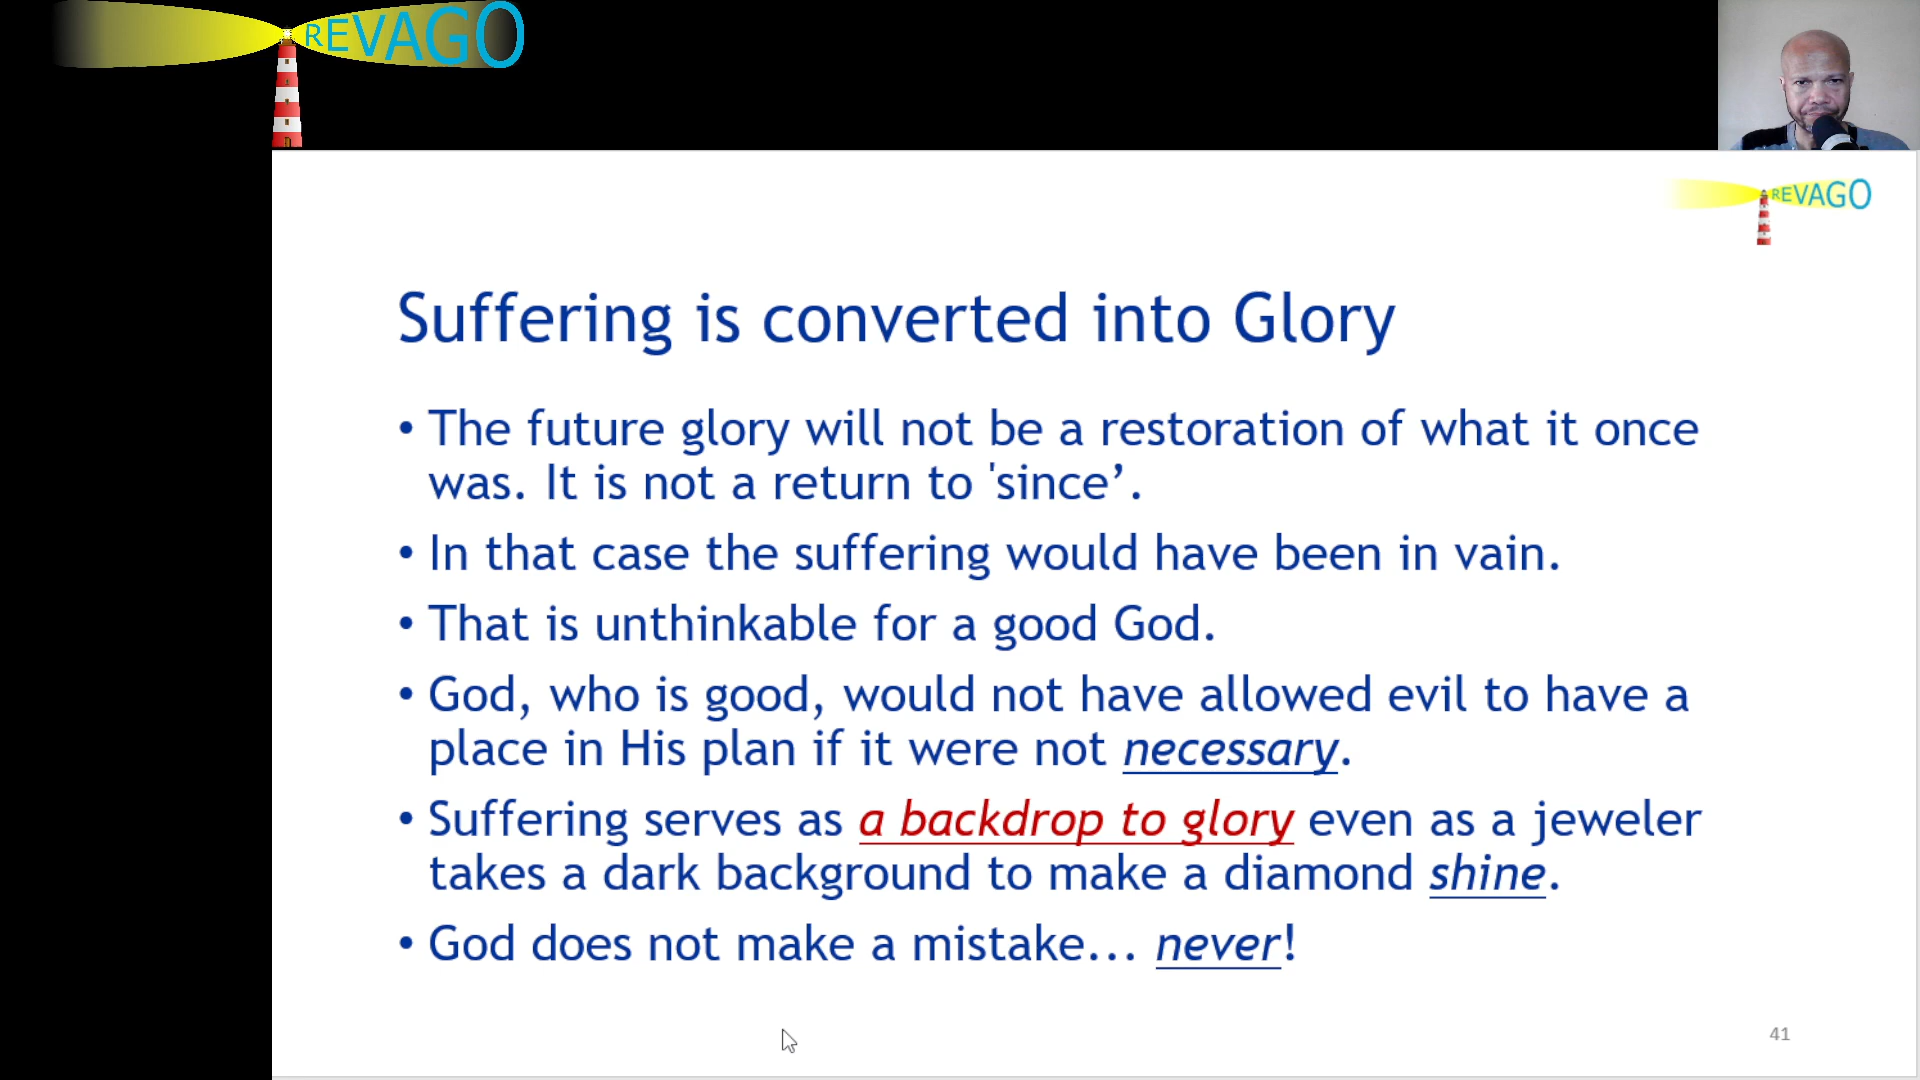 REVAGO
REVAGO
Suffering is converted into Glory
• The future glory will not be a restoration of what it once
was. It is not a return to 'since’.
• In that case the suffering would have been in vain.
• That is unthinkable for a good God.
• God, who is good, would not have allowed evil to have a
place in His plan if it were not necessary.
• Suffering serves as a backdrop to glory even as a jeweler
takes a dark background to make a diamond shine.
• God does not make a mistake... never!
41